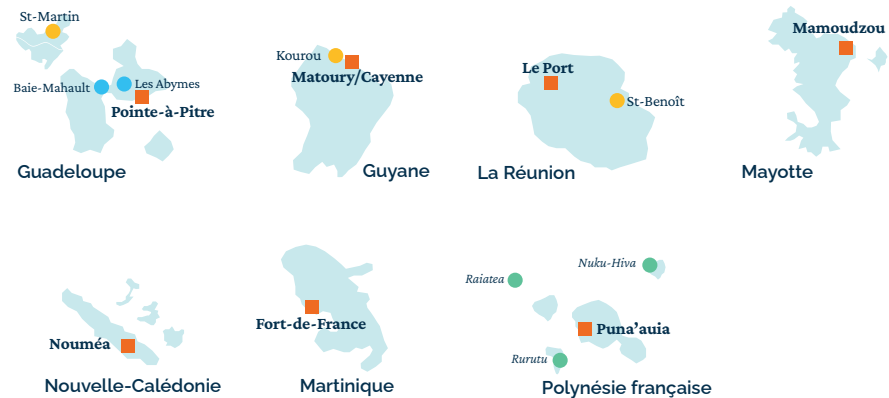 St-Martin
Baie-Mahault
Les Abymes
Pointe-à-Pitre
Guadeloupe
Kourou
Matoury/Cayenne
Guyane
Le Port
St-Benoît
La Réunion
Mamoudzou
Mayotte
Nouméa
Nouvelle-Calédonie
Fort-de-France
Martinique
Raiatea
Nuku-Hiva
Puna’auia
Rurutu
Polynésie française